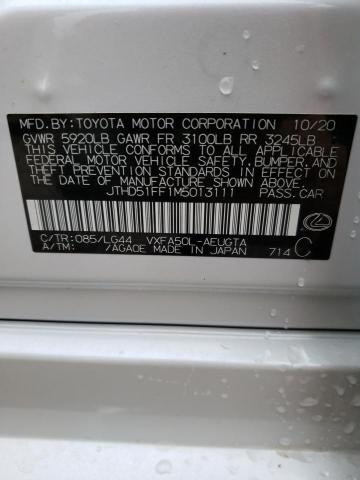 MFD.BY:TOYOTA MOTOR CORPORATION 10/20
GVWR 5920LB GAWR FR 3100LB RR 3245LB
THIS VEHICLE CONFORMS TO ALL APPLICABLE
FEDERAL MOTOR VEHICLE SAFETY,BUMPER,AND
THEFT PREVENTION STANDARDS IN EFFECT ON
THE DATE OF MANUFACTURE SHOWN ABOVE.
JTHD51FF1M5013111 PASS.CAR
C/TR:085/LG44 VXFA50L-AEUGTA
A/TM: /AGA0E MADE IN JAPAN 714 C